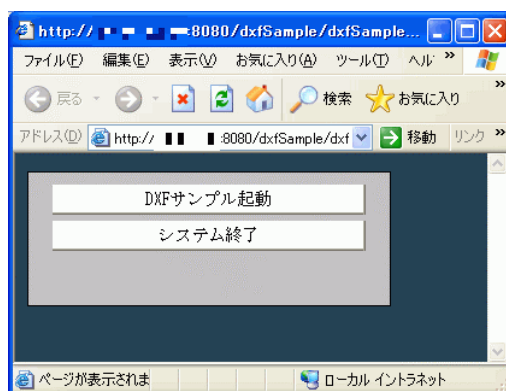 http:// :8080/dxfSample/dxfSample...
ファイル(F) 編集(E) 表示(V) お気に入り(A) ツール(T) ヘル »
戻る 検索 お気に入り »
アドレス(D) http:// :8080/dxfSample/dxf 移動 リンク »
DXFサンプル起動
システム終了
ページが表示されま ローカル イントラネット